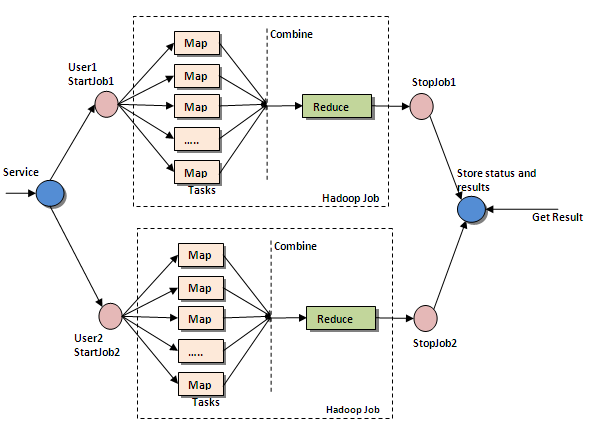 Service
User1
StartJob1
Map
Map
Map
.....
Map
Tasks
Combine
Reduce
Hadoop Job
StopJob1
Store status and
results
Get Result
User2
StartJob2
Map
Map
Map
.....
Map
Tasks
Combine
Reduce
Hadoop Job
StopJob2